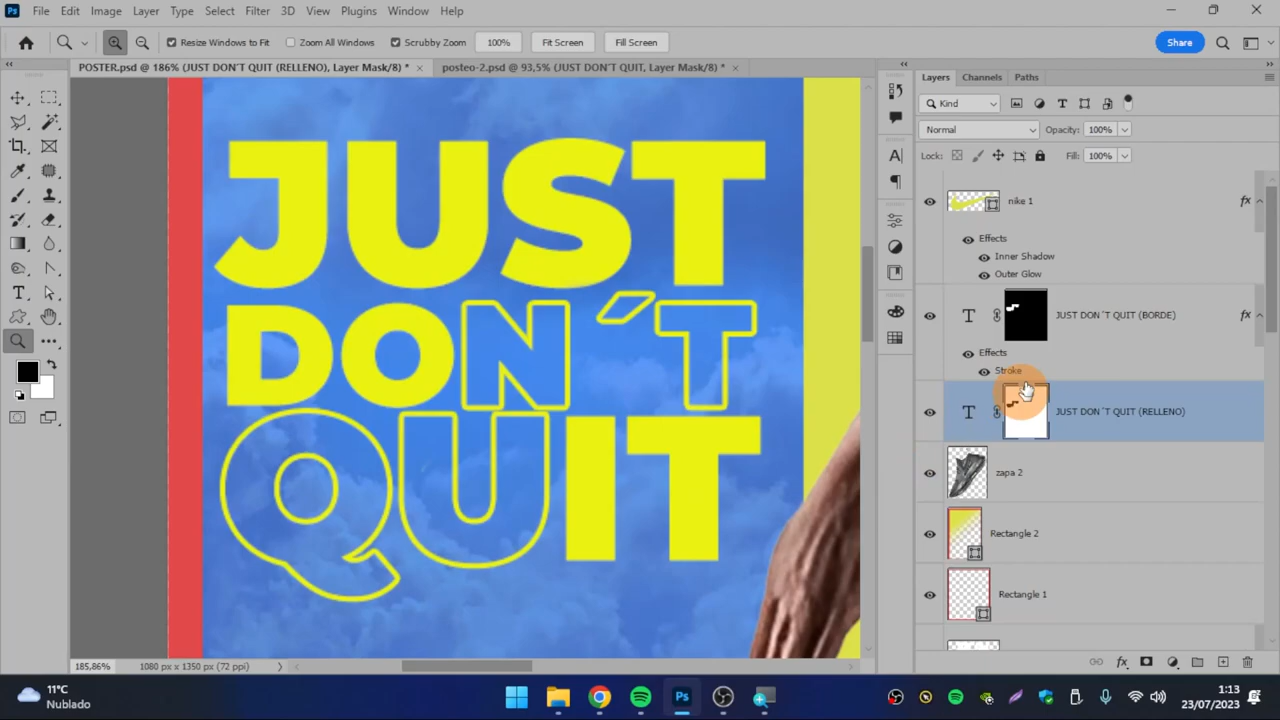 Ps File Edit Image Layer Type Select Filter 3D View Plugins Window Help
Resize Windows to Fit Zoom All Windows Scrubby Zoom 100% Fit Screen Fill Screen Share
POSTER.psd @ 186% (JUST DON´T QUIT (RELLENO), Layer Mask/8) * × posteo-2.psd @ 93,5% (JUST DON´T QUIT, Layer Mask/8) * ×
Layers Channels Paths
Kind
Normal Opacity: 100%
Lock: Fill: 100%
nike 1 fx
Effects
Inner Shadow
Outer Glow
JUST DON´T QUIT (BORDE) fx
Effects
Stroke
JUST DON´T QUIT (RELLENO)
zapa 2
Rectangle 2
Rectangle 1
JUST
DON´T
QUIT
185,86% 1080 px x 1350 px (72 ppi)
11°C
Nublado
1:13
23/07/2023